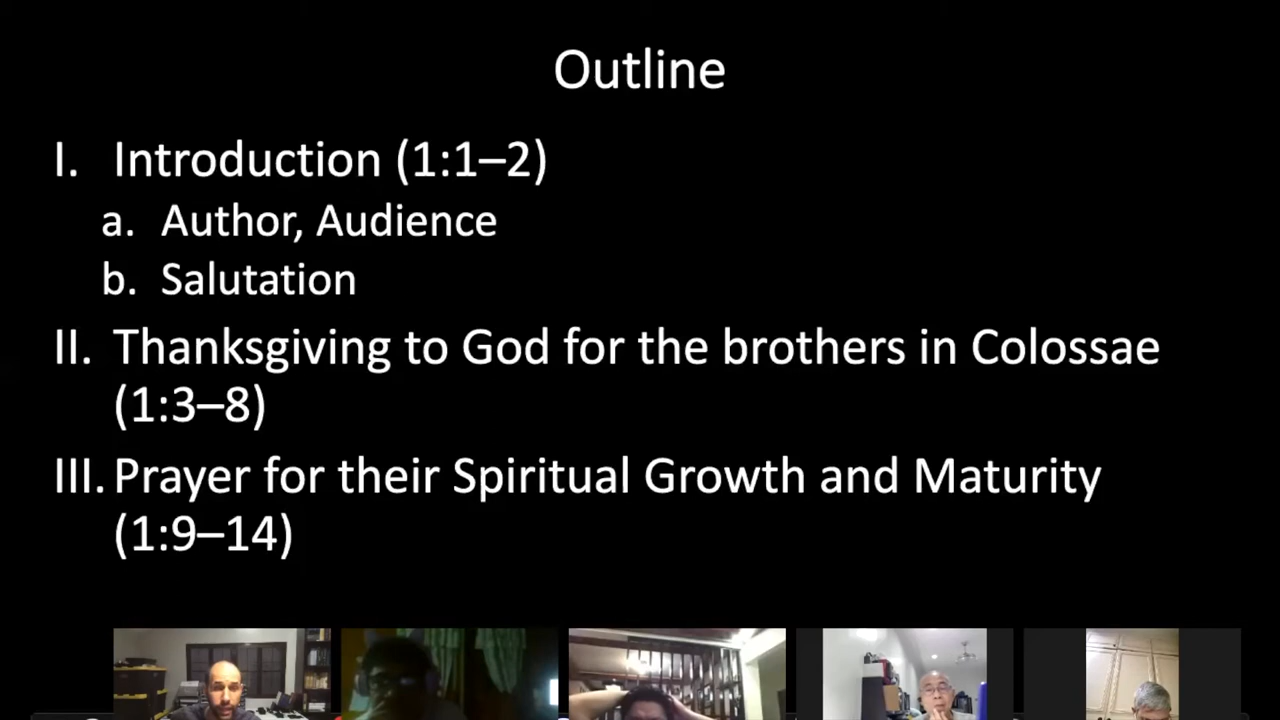 Outline
I. Introduction (1:1–2)
a. Author, Audience
b. Salutation
II. Thanksgiving to God for the brothers in Colossae
(1:3–8)
III. Prayer for their Spiritual Growth and Maturity
(1:9–14)